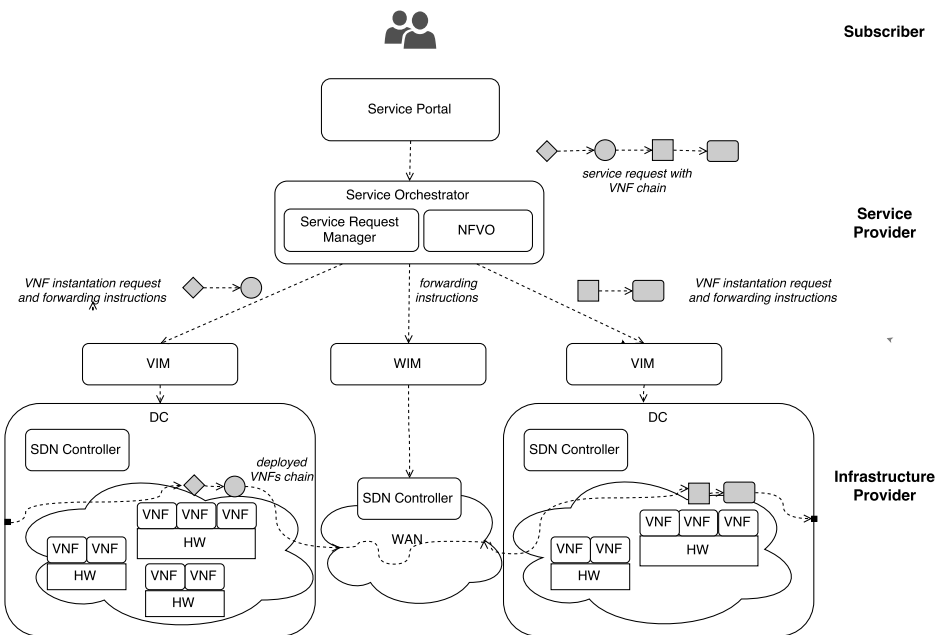 Subscriber
Service Portal
service request with
VNF chain
Service Orchestrator
Service Request
Manager
NFVO
Service
Provider
VNF instantation request
and forwarding instructions
forwarding
instructions
VNF instantation request
and forwarding instructions
VIM
WIM
VIM
DC
DC
SDN Controller
SDN Controller
deployed
VNFs chain
SDN Controller
Infrastructure
Provider
VNF VNF VNF
HW
VNF VNF
HW
VNF VNF
HW
WAN
VNF VNF VNF
HW
VNF VNF
HW